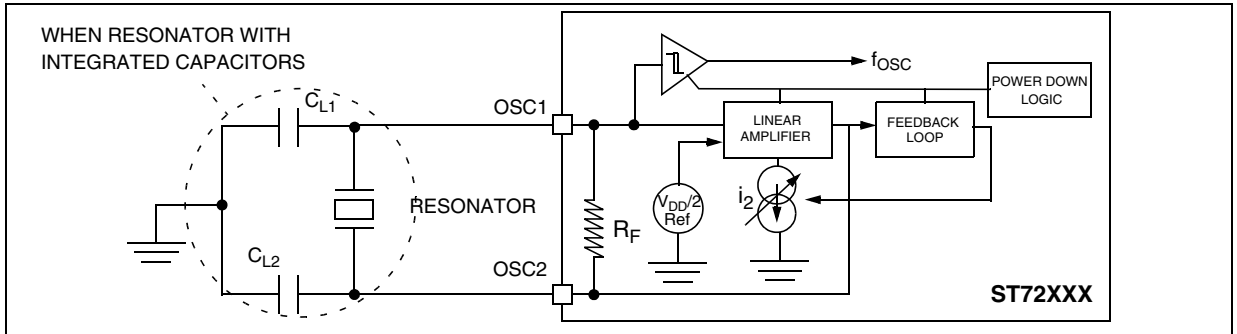 WHEN RESONATOR WITH
INTEGRATED CAPACITORS
CL1
OSC1
fOSC
POWER DOWN
LOGIC
LINEAR
AMPLIFIER
FEEDBACK
LOOP
RESONATOR
RF
VDD/2
Ref
i2
CL2
OSC2
ST72XXX